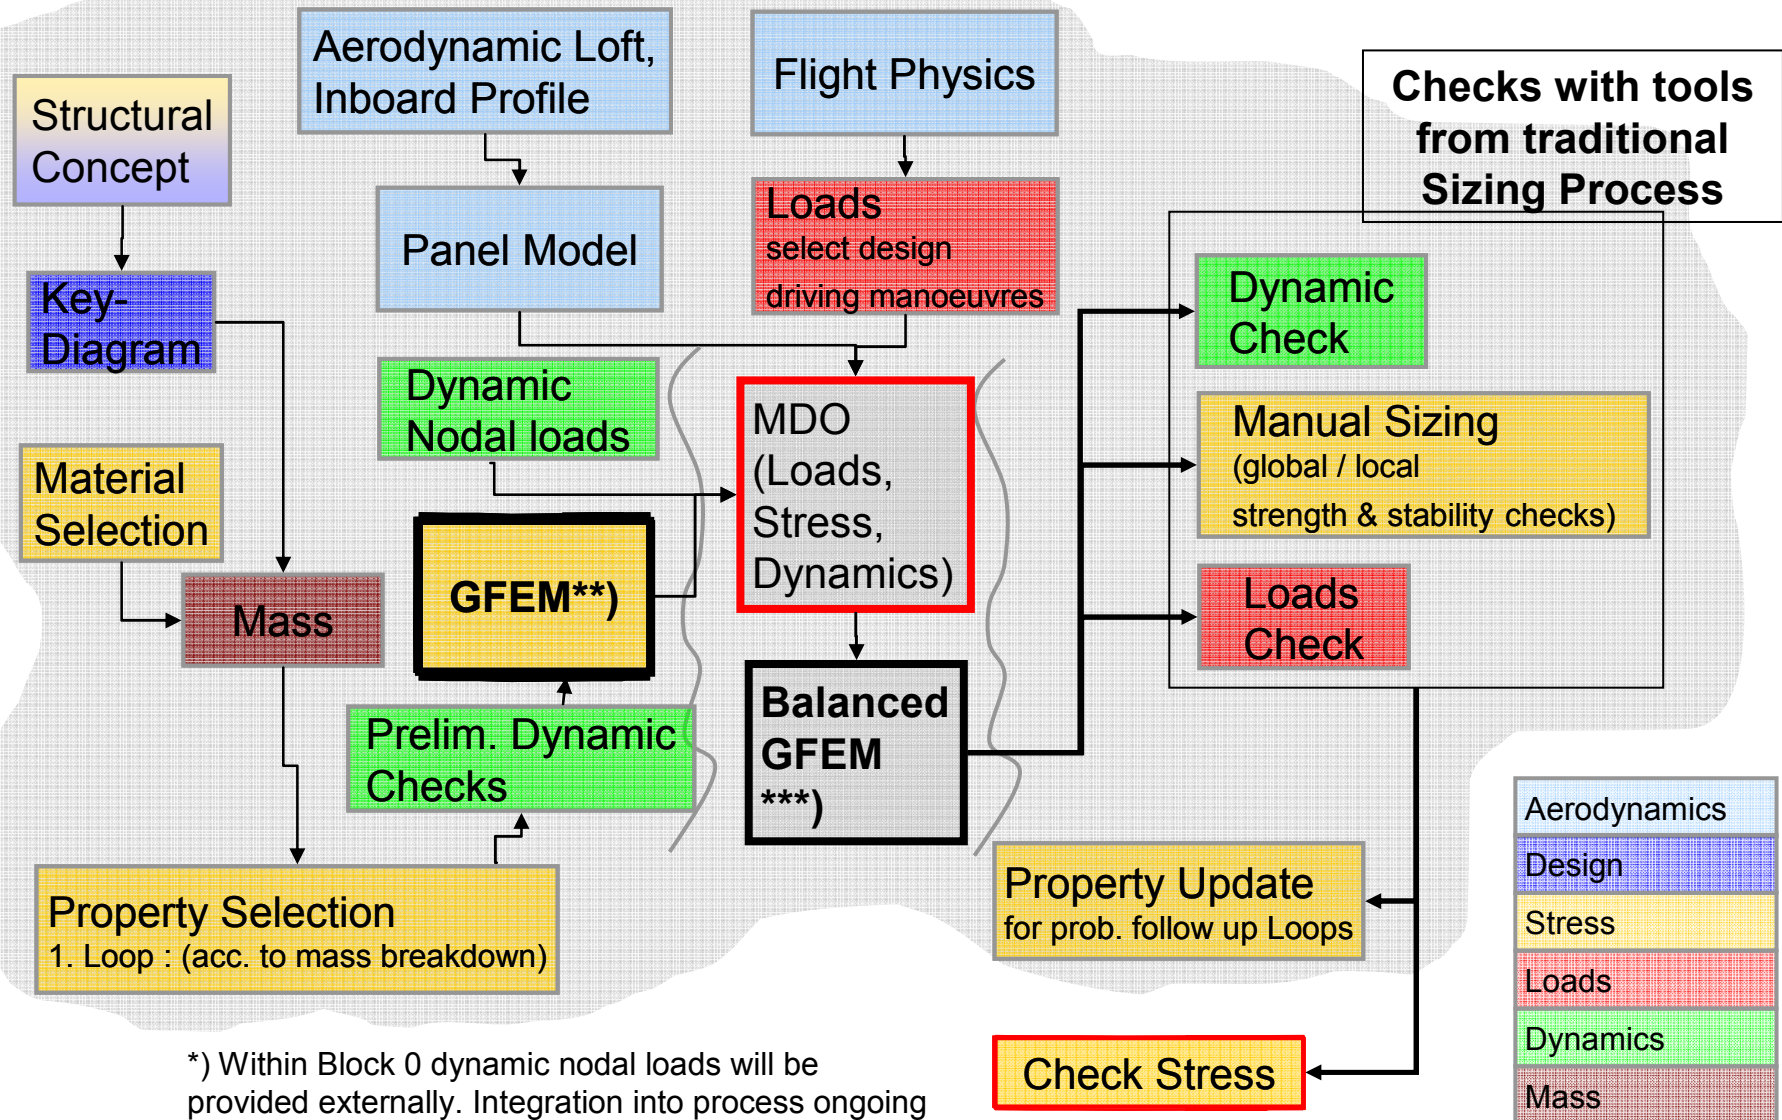 Aerodynamic Loft,
Inboard Profile
Flight Physics
Checks with tools
from traditional
Sizing Process
Structural
Concept
Panel Model
Loads
select design
driving manoeuvres
Key-
Diagram
Dynamic
Nodal loads
MDO
(Loads,
Stress,
Dynamics)
Dynamic
Check
Manual Sizing
(global / local
strength & stability checks)
Material
Selection
GFEM**)
Mass
Loads
Check
Prelim. Dynamic
Checks
Balanced
GFEM
***)
Property Selection
1. Loop : (acc. to mass breakdown)
Property Update
for prob. follow up Loops
Check Stress
Aerodynamics
Design
Stress
Loads
Dynamics
Mass
*) Within Block 0 dynamic nodal loads will be
provided externally. Integration into process ongoing